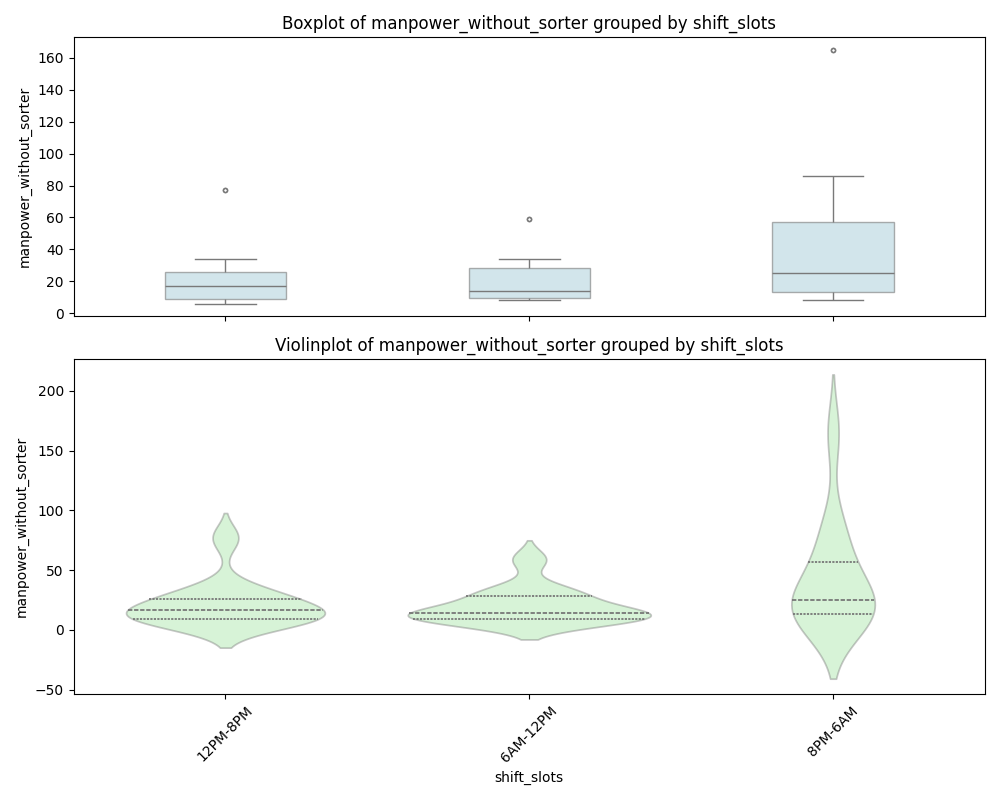 Boxplot of manpower_without_sorter grouped by shift_slots
manpower_without_sorter
160
140
120
100
80
60
40
20
0
Violinplot of manpower_without_sorter grouped by shift_slots
manpower_without_sorter
200
150
100
50
0
−50
12PM-8PM
6AM-12PM
8PM-6AM
shift_slots